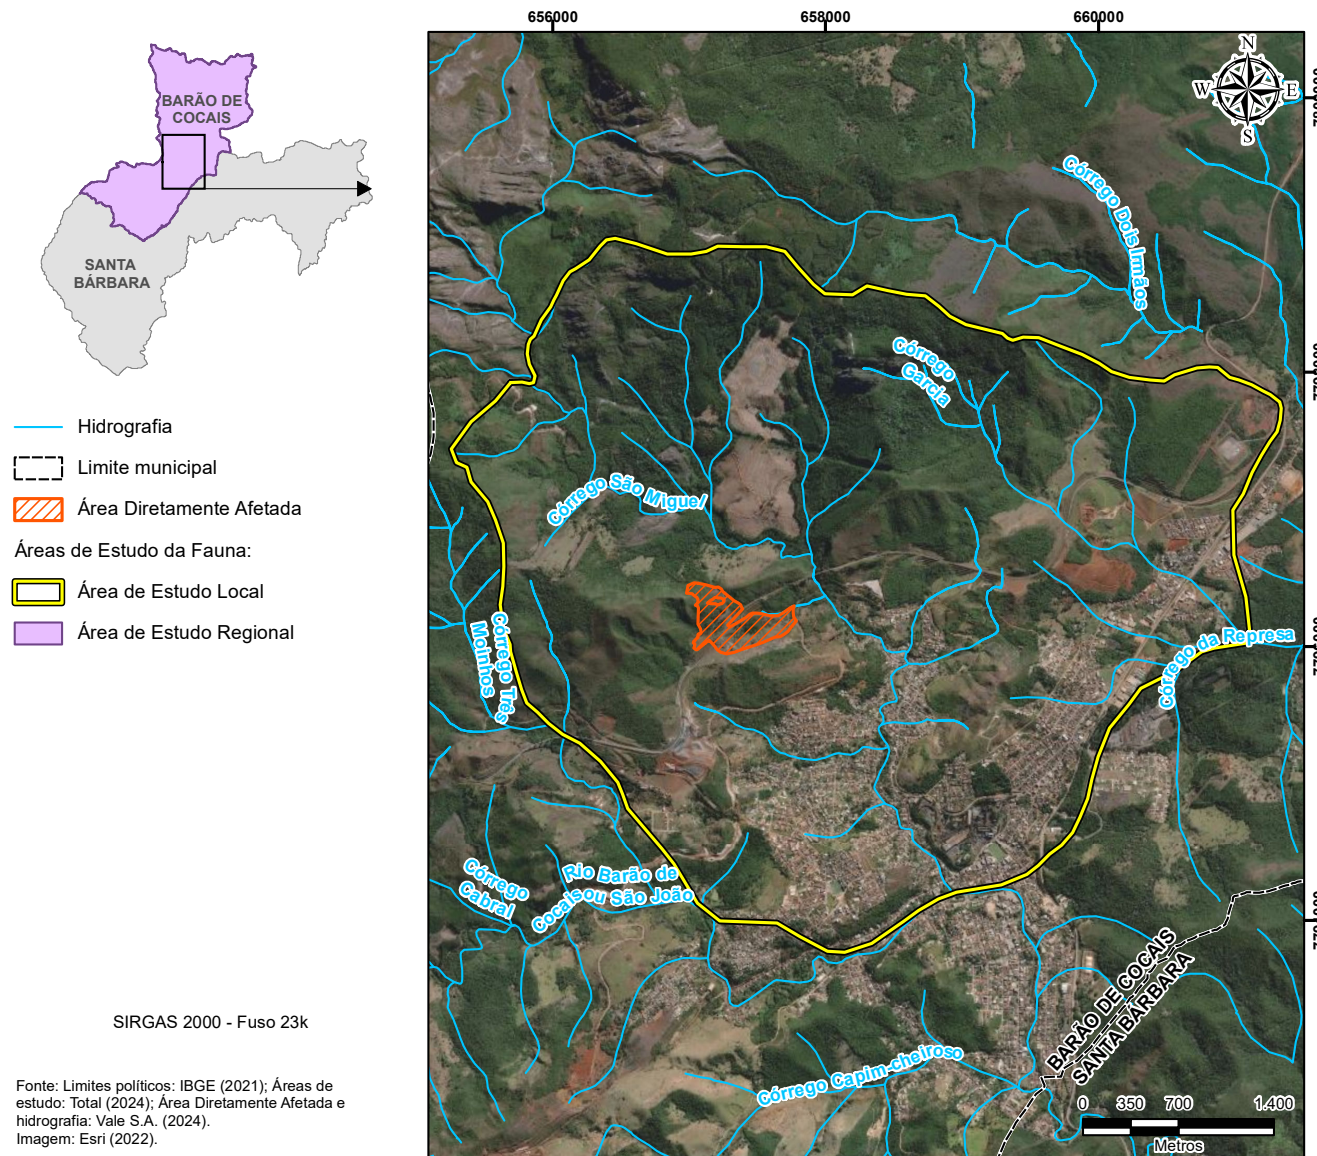 656000
658000
660000
BARÃO DE
COCAIS
SANTA
BÁRBARA
Hidrografia
Limite municipal
Área Diretamente Afetada
Áreas de Estudo da Fauna:
Área de Estudo Local
Área de Estudo Regional
SIRGAS 2000 - Fuso 23k
Fonte: Limites políticos: IBGE (2021); Áreas de
estudo: Total (2024); Área Diretamente Afetada e
hidrografia: Vale S.A. (2024).
Imagem: Esri (2022).
N
W
E
S
Córrego Dois Irmãos
Córrego
Garcia
Córrego São Miguel
Córrego Três
Moinhos
Córrego da Represa
Córrego
Cabral
Rio Barão de
Cocais ou São João
BARÃO DE COCAIS
SANTA BÁRBARA
Córrego Capim-cheiroso
0
350
700
1.400
Metros